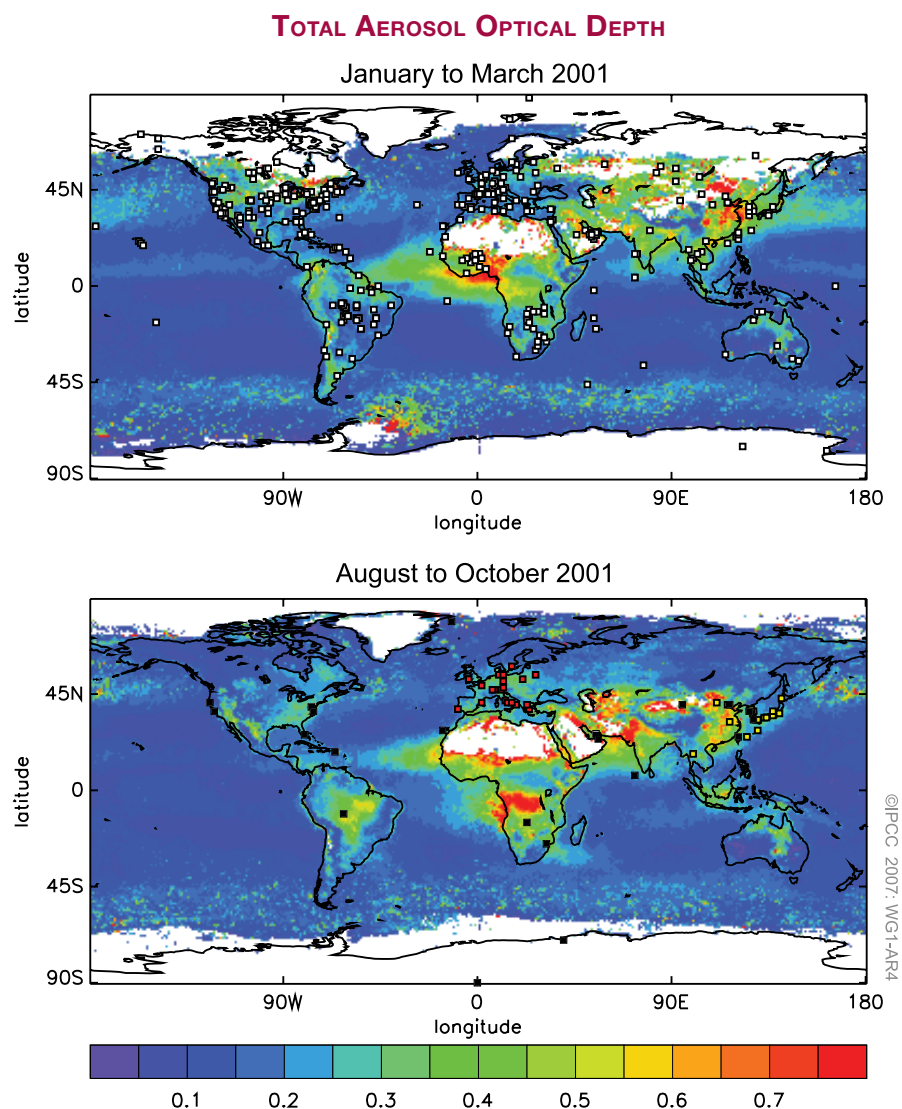 Total Aerosol Optical Depth
January to March 2001
latitude
45N
0
45S
90S
90W 0 90E 180
longitude
August to October 2001
latitude
45N
0
45S
90S
90W 0 90E 180
longitude
0.1 0.2 0.3 0.4 0.5 0.6 0.7
©IPCC 2007: WG1-AR4